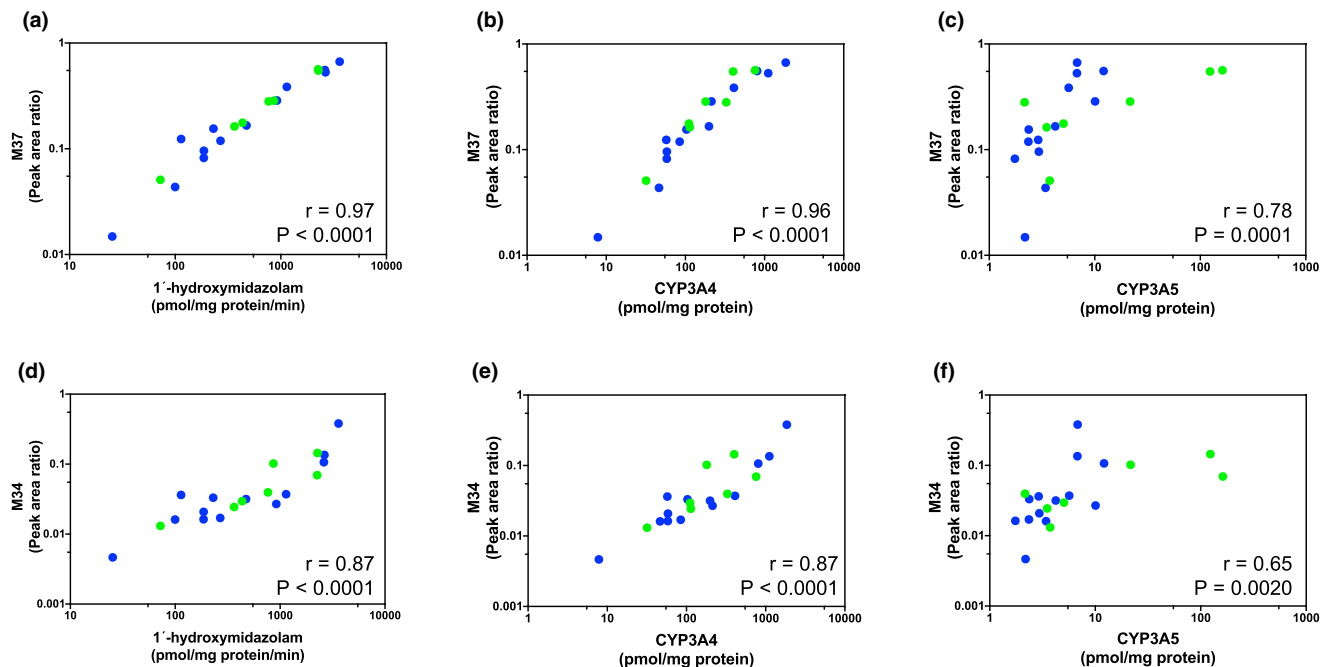 (a)
1
0.1
0.01
M37
(Peak area ratio)
10
100
1000
10000
1´-hydroxymidazolam
(pmol/mg protein/min)
r = 0.97
P < 0.0001
(b)
1
0.1
0.01
M37
(Peak area ratio)
1
10
100
1000
10000
CYP3A4
(pmol/mg protein)
r = 0.96
P < 0.0001
(c)
1
0.1
0.01
M37
(Peak area ratio)
1
10
100
1000
CYP3A5
(pmol/mg protein)
r = 0.78
P = 0.0001
(d)
1
0.1
0.01
0.001
M34
(Peak area ratio)
10
100
1000
10000
1´-hydroxymidazolam
(pmol/mg protein/min)
r = 0.87
P < 0.0001
(e)
1
0.1
0.01
0.001
M34
(Peak area ratio)
1
10
100
1000
10000
CYP3A4
(pmol/mg protein)
r = 0.87
P < 0.0001
(f)
1
0.1
0.01
0.001
M34
(Peak area ratio)
1
10
100
1000
CYP3A5
(pmol/mg protein)
r = 0.65
P = 0.0020